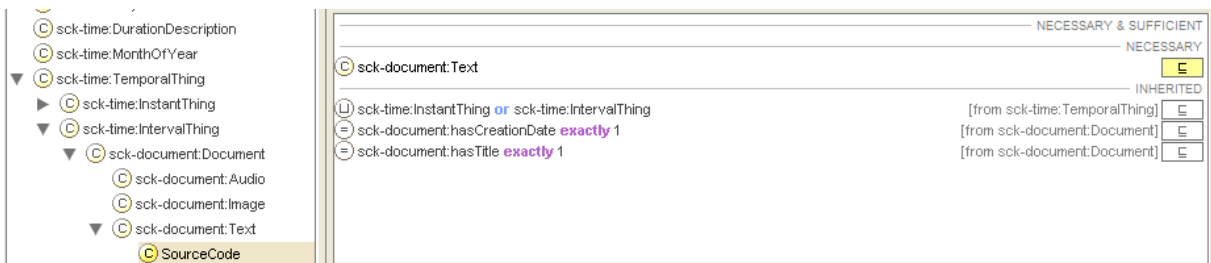 sck-time:DurationDescription
sck-time:MonthOfYear
sck-time:TemporalThing
sck-time:InstantThing
sck-time:IntervalThing
sck-document:Document
sck-document:Audio
sck-document:Image
sck-document:Text
SourceCode
NECESSARY & SUFFICIENT
NECESSARY
sck-document:Text
INHERITED
sck-time:InstantThing or sck-time:IntervalThing [from sck-time:TemporalThing]
sck-document:hasCreationDate exactly 1 [from sck-document:Document]
sck-document:hasTitle exactly 1 [from sck-document:Document]